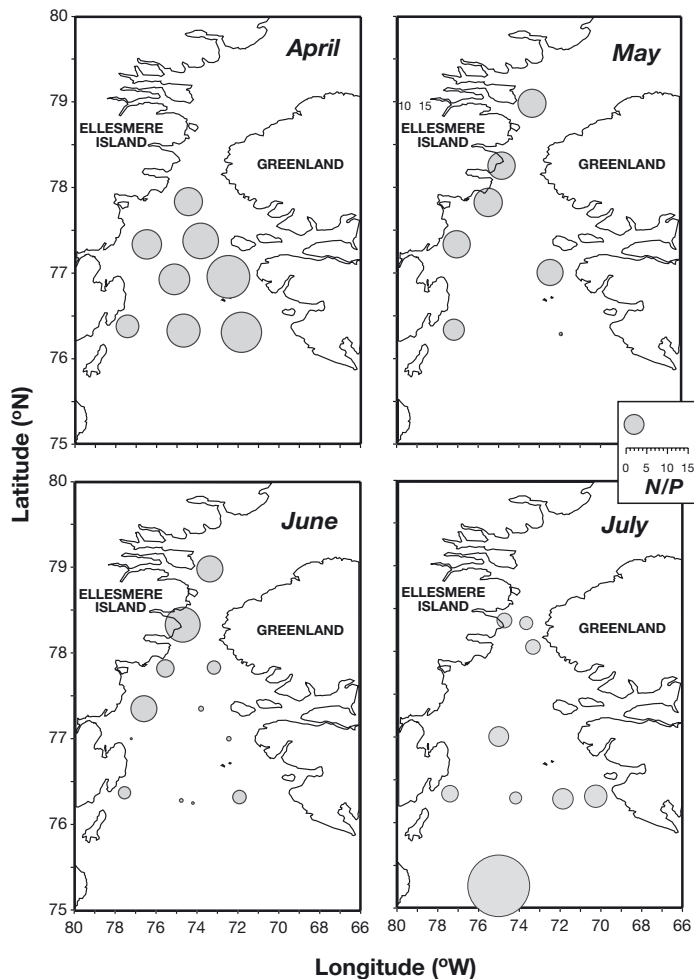 80
April
May
79
10 15
ELLESMERE
ISLAND
ELLESMERE
ISLAND
GREENLAND
GREENLAND
78
77
76
75
Latitude (ºN)
0 5 10 15
N/P
80
June
July
79
ELLESMERE
ISLAND
ELLESMERE
ISLAND
GREENLAND
GREENLAND
78
77
76
75
80 78 76 74 72 70 68 66
80 78 76 74 72 70 68 66
Longitude (ºW)